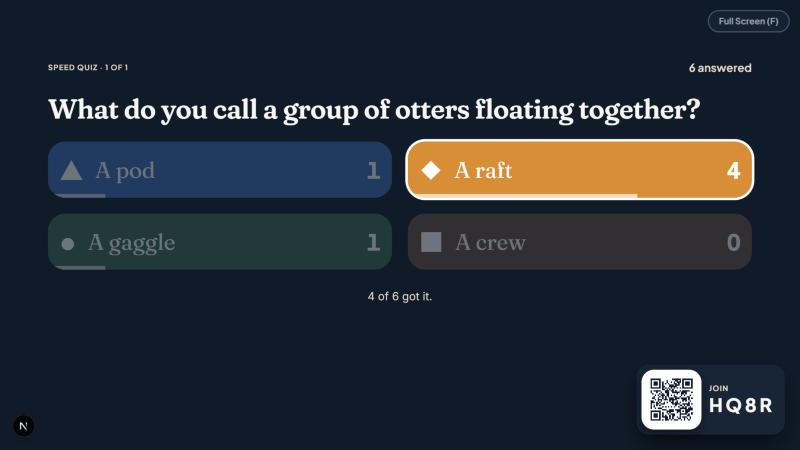 Full Screen (F)
SPEED QUIZ · 1 OF 1
6 answered
What do you call a group of otters floating together?
A pod 1
A raft 4
A gaggle 1
A crew 0
4 of 6 got it.
JOIN
HQ8R
N